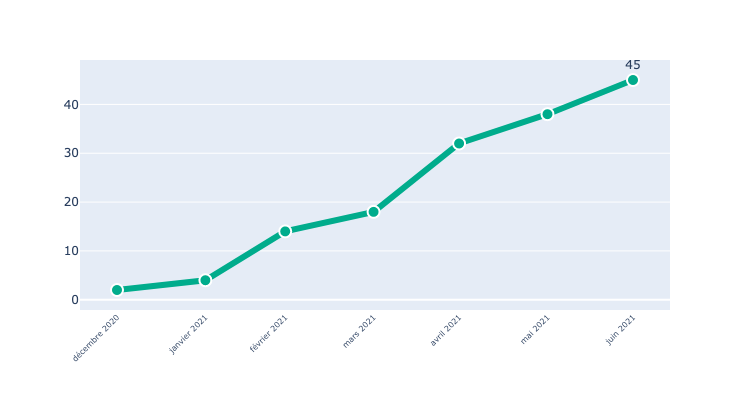 45
40
30
20
10
0
décembre 2020
janvier 2021
février 2021
mars 2021
avril 2021
mai 2021
juin 2021